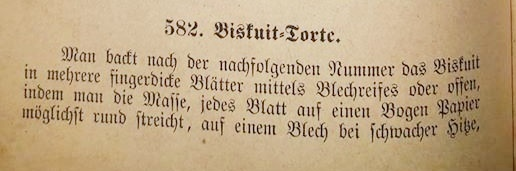 582. Biskuit-Torte.
Man backt nach der nachfolgenden Nummer das Biskuit
in mehrere fingerdicke Blätter mittels Blechreifes oder offen,
indem man die Masse, jedes Blatt auf einen Bogen Papier
möglichst rund streicht, auf einem Blech bei schwacher Hitze,